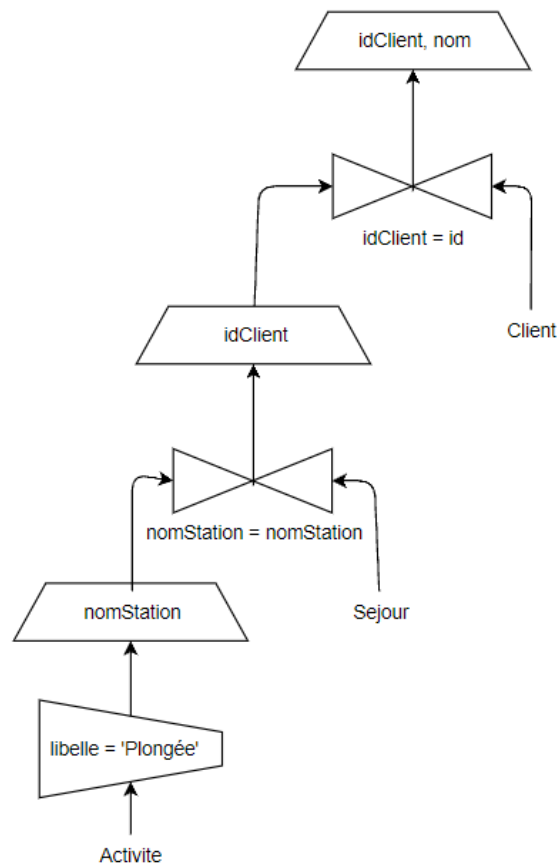 idClient, nom
idClient = id
Client
idClient
nomStation = nomStation
nomStation
Sejour
libelle = 'Plongée'
Activite